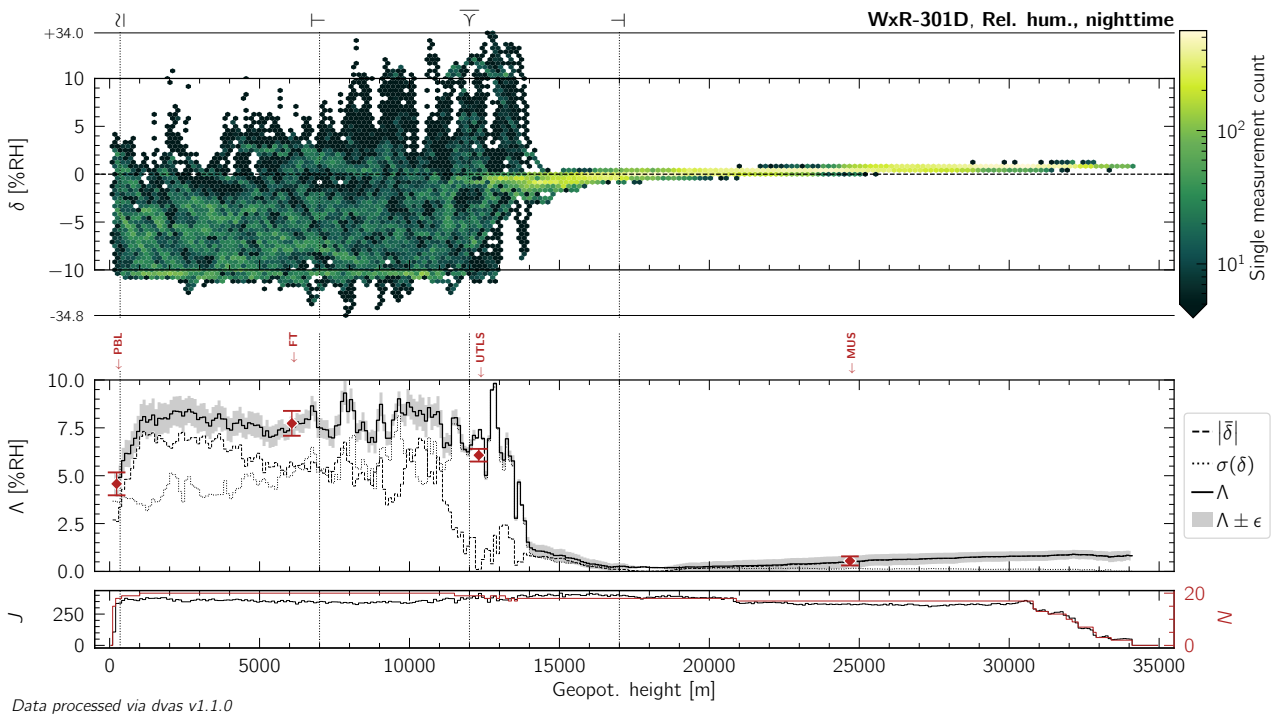 WxR-301D, Rel. hum., nighttime
+34.0
10
5
0
−5
−10
-34.8
δ [%RH]
10²
10¹
Single measurement count
PBL
FT
UTLS
MUS
10.0
7.5
5.0
2.5
0.0
Λ [%RH]
|δ̄|
σ(δ)
Λ
Λ ± ϵ
250
0
J
20
10
0
N
0 5000 10000 15000 20000 25000 30000 35000
Geopot. height [m]
Data processed via dvas v1.1.0